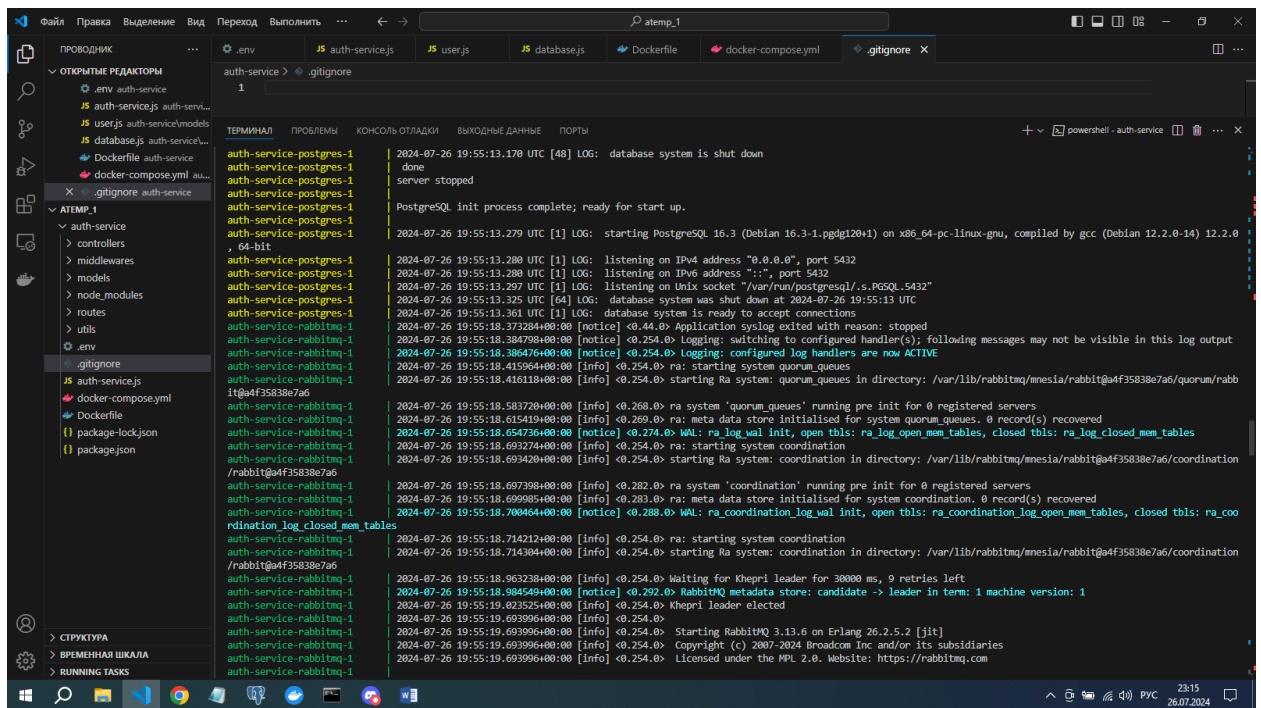 Файл Правка Выделение Вид Переход Выполнить ··· atemp_1
ПРОВОДНИК ···
ОТКРЫТЫЕ РЕДАКТОРЫ
.env auth-service
JS auth-service.js auth-servi...
JS user.js auth-service\models
JS database.js auth-service\...
Dockerfile auth-service
docker-compose.yml au...
.gitignore auth-service
ATEMP_1
auth-service
controllers
middlewares
models
node_modules
routes
utils
.env
.gitignore
JS auth-service.js
docker-compose.yml
Dockerfile
{} package-lock.json
{} package.json
СТРУКТУРА
ВРЕМЕННАЯ ШКАЛА
RUNNING TASKS
.env JS auth-service.js JS user.js JS database.js Dockerfile docker-compose.yml .gitignore
auth-service > .gitignore
1
ТЕРМИНАЛ ПРОБЛЕМЫ КОНСОЛЬ ОТЛАДКИ ВЫХОДНЫЕ ДАННЫЕ ПОРТЫ powershell - auth-service
auth-service-postgres-1 | 2024-07-26 19:55:13.170 UTC [48] LOG: database system is shut down
auth-service-postgres-1 | done
auth-service-postgres-1 | server stopped
auth-service-postgres-1 |
auth-service-postgres-1 | PostgreSQL init process complete; ready for start up.
auth-service-postgres-1 |
auth-service-postgres-1 | 2024-07-26 19:55:13.279 UTC [1] LOG: starting PostgreSQL 16.3 (Debian 16.3-1.pgdg120+1) on x86_64-pc-linux-gnu, compiled by gcc (Debian 12.2.0-14) 12.2.0
, 64-bit
auth-service-postgres-1 | 2024-07-26 19:55:13.280 UTC [1] LOG: listening on IPv4 address "0.0.0.0", port 5432
auth-service-postgres-1 | 2024-07-26 19:55:13.280 UTC [1] LOG: listening on IPv6 address "::", port 5432
auth-service-postgres-1 | 2024-07-26 19:55:13.297 UTC [1] LOG: listening on Unix socket "/var/run/postgresql/.s.PGSQL.5432"
auth-service-postgres-1 | 2024-07-26 19:55:13.325 UTC [64] LOG: database system was shut down at 2024-07-26 19:55:13 UTC
auth-service-postgres-1 | 2024-07-26 19:55:13.361 UTC [1] LOG: database system is ready to accept connections
auth-service-rabbitmq-1 | 2024-07-26 19:55:18.373284+00:00 [notice] <0.44.0> Application syslog exited with reason: stopped
auth-service-rabbitmq-1 | 2024-07-26 19:55:18.384798+00:00 [notice] <0.254.0> Logging: switching to configured handler(s); following messages may not be visible in this log output
auth-service-rabbitmq-1 | 2024-07-26 19:55:18.386476+00:00 [notice] <0.254.0> Logging: configured log handlers are now ACTIVE
auth-service-rabbitmq-1 | 2024-07-26 19:55:18.415964+00:00 [info] <0.254.0> ra: starting system quorum_queues
auth-service-rabbitmq-1 | 2024-07-26 19:55:18.416118+00:00 [info] <0.254.0> starting Ra system: quorum_queues in directory: /var/lib/rabbitmq/mnesia/rabbit@a4f35838e7a6/quorum/rabb
it@a4f35838e7a6
auth-service-rabbitmq-1 | 2024-07-26 19:55:18.583720+00:00 [info] <0.268.0> ra system 'quorum_queues' running pre init for 0 registered servers
auth-service-rabbitmq-1 | 2024-07-26 19:55:18.615419+00:00 [info] <0.269.0> ra: meta data store initialised for system quorum_queues. 0 record(s) recovered
auth-service-rabbitmq-1 | 2024-07-26 19:55:18.654736+00:00 [notice] <0.274.0> WAL: ra_log_wal init, open tbls: ra_log_open_mem_tables, closed tbls: ra_log_closed_mem_tables
auth-service-rabbitmq-1 | 2024-07-26 19:55:18.693274+00:00 [info] <0.254.0> ra: starting system coordination
auth-service-rabbitmq-1 | 2024-07-26 19:55:18.693420+00:00 [info] <0.254.0> starting Ra system: coordination in directory: /var/lib/rabbitmq/mnesia/rabbit@a4f35838e7a6/coordination
/rabbit@a4f35838e7a6
auth-service-rabbitmq-1 | 2024-07-26 19:55:18.697398+00:00 [info] <0.282.0> ra system 'coordination' running pre init for 0 registered servers
auth-service-rabbitmq-1 | 2024-07-26 19:55:18.699985+00:00 [info] <0.283.0> ra: meta data store initialised for system coordination. 0 record(s) recovered
auth-service-rabbitmq-1 | 2024-07-26 19:55:18.700464+00:00 [notice] <0.288.0> WAL: ra_coordination_log_wal init, open tbls: ra_coordination_log_open_mem_tables, closed tbls: ra_coo
rdination_log_closed_mem_tables
auth-service-rabbitmq-1 | 2024-07-26 19:55:18.714212+00:00 [info] <0.254.0> ra: starting system coordination
auth-service-rabbitmq-1 | 2024-07-26 19:55:18.714304+00:00 [info] <0.254.0> starting Ra system: coordination in directory: /var/lib/rabbitmq/mnesia/rabbit@a4f35838e7a6/coordination
/rabbit@a4f35838e7a6
auth-service-rabbitmq-1 | 2024-07-26 19:55:18.963238+00:00 [info] <0.254.0> Waiting for Khepri leader for 30000 ms, 9 retries left
auth-service-rabbitmq-1 | 2024-07-26 19:55:18.984549+00:00 [notice] <0.292.0> RabbitMQ metadata store: candidate -> leader in term: 1 machine version: 1
auth-service-rabbitmq-1 | 2024-07-26 19:55:19.023525+00:00 [info] <0.254.0> Khepri leader elected
auth-service-rabbitmq-1 | 2024-07-26 19:55:19.693996+00:00 [info] <0.254.0>
auth-service-rabbitmq-1 | 2024-07-26 19:55:19.693996+00:00 [info] <0.254.0> Starting RabbitMQ 3.13.6 on Erlang 26.2.5.2 [jit]
auth-service-rabbitmq-1 | 2024-07-26 19:55:19.693996+00:00 [info] <0.254.0> Copyright (c) 2007-2024 Broadcom Inc and/or its subsidiaries
auth-service-rabbitmq-1 | 2024-07-26 19:55:19.693996+00:00 [info] <0.254.0> Licensed under the MPL 2.0. Website: https://rabbitmq.com
auth-service-rabbitmq-1 |
РУС
23:15
26.07.2024